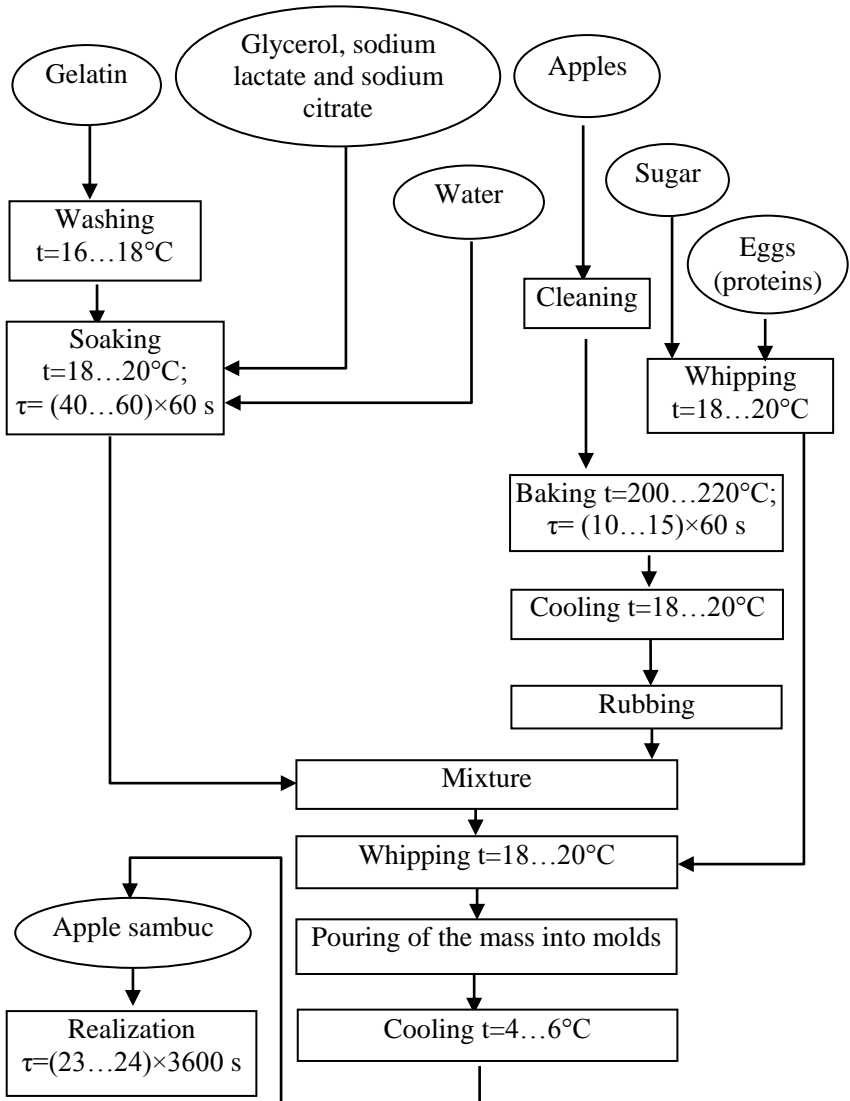 Gelatin
Glycerol, sodium
lactate and sodium
citrate
Apples
Water
Sugar
Eggs
(proteins)
Washing
t=16…18°C
Cleaning
Soaking
t=18…20°C;
τ= (40…60)×60 s
Whipping
t=18…20°C
Baking t=200…220°C;
τ= (10…15)×60 s
Cooling t=18…20°C
Rubbing
Mixture
Whipping t=18…20°C
Apple sambuc
Pouring of the mass into molds
Realization
τ=(23…24)×3600 s
Cooling t=4…6°C